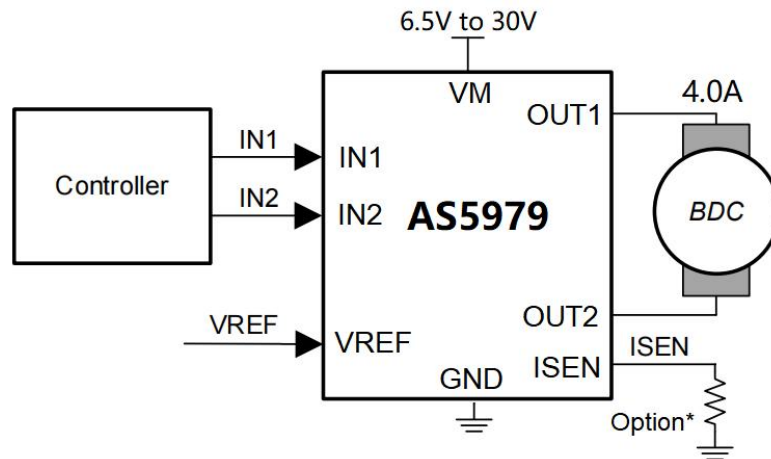 6.5V to 30V
VM
OUT1
4.0A
IN1
IN1
Controller
IN2
IN2
AS5979
BDC
VREF
VREF
OUT2
ISEN
ISEN
GND
Option*